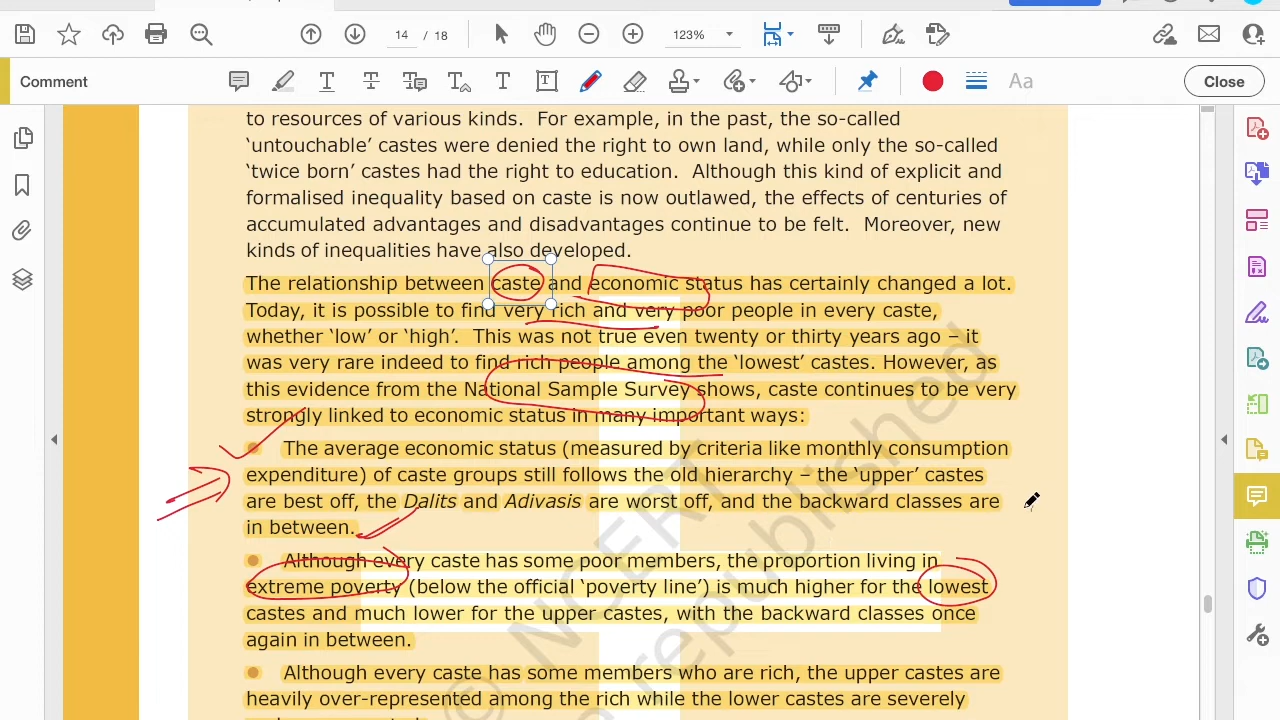 14 / 18
123%
Comment
Aa
Close
to resources of various kinds. For example, in the past, the so-called
‘untouchable’ castes were denied the right to own land, while only the so-called
‘twice born’ castes had the right to education. Although this kind of explicit and
formalised inequality based on caste is now outlawed, the effects of centuries of
accumulated advantages and disadvantages continue to be felt. Moreover, new
kinds of inequalities have also developed.
The relationship between caste and economic status has certainly changed a lot.
Today, it is possible to find very rich and very poor people in every caste,
whether ‘low’ or ‘high’. This was not true even twenty or thirty years ago – it
was very rare indeed to find rich people among the ‘lowest’ castes. However, as
this evidence from the National Sample Survey shows, caste continues to be very
strongly linked to economic status in many important ways:
The average economic status (measured by criteria like monthly consumption
expenditure) of caste groups still follows the old hierarchy – the ‘upper’ castes
are best off, the Dalits and Adivasis are worst off, and the backward classes are
in between.
Although every caste has some poor members, the proportion living in
extreme poverty (below the official ‘poverty line’) is much higher for the lowest
castes and much lower for the upper castes, with the backward classes once
again in between.
Although every caste has some members who are rich, the upper castes are
heavily over-represented among the rich while the lower castes are severely
© NCERT
republished